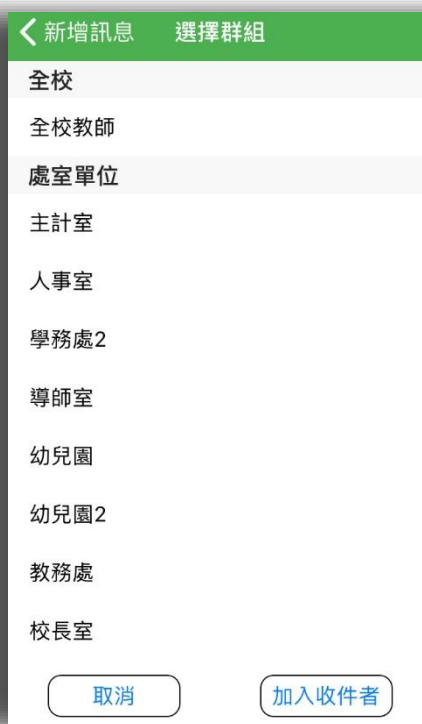 新增訊息 選擇群組
全校
全校教師
處室單位
主計室
人事室
學務處2
導師室
幼兒園
幼兒園2
教務處
校長室
取消 加入收件者